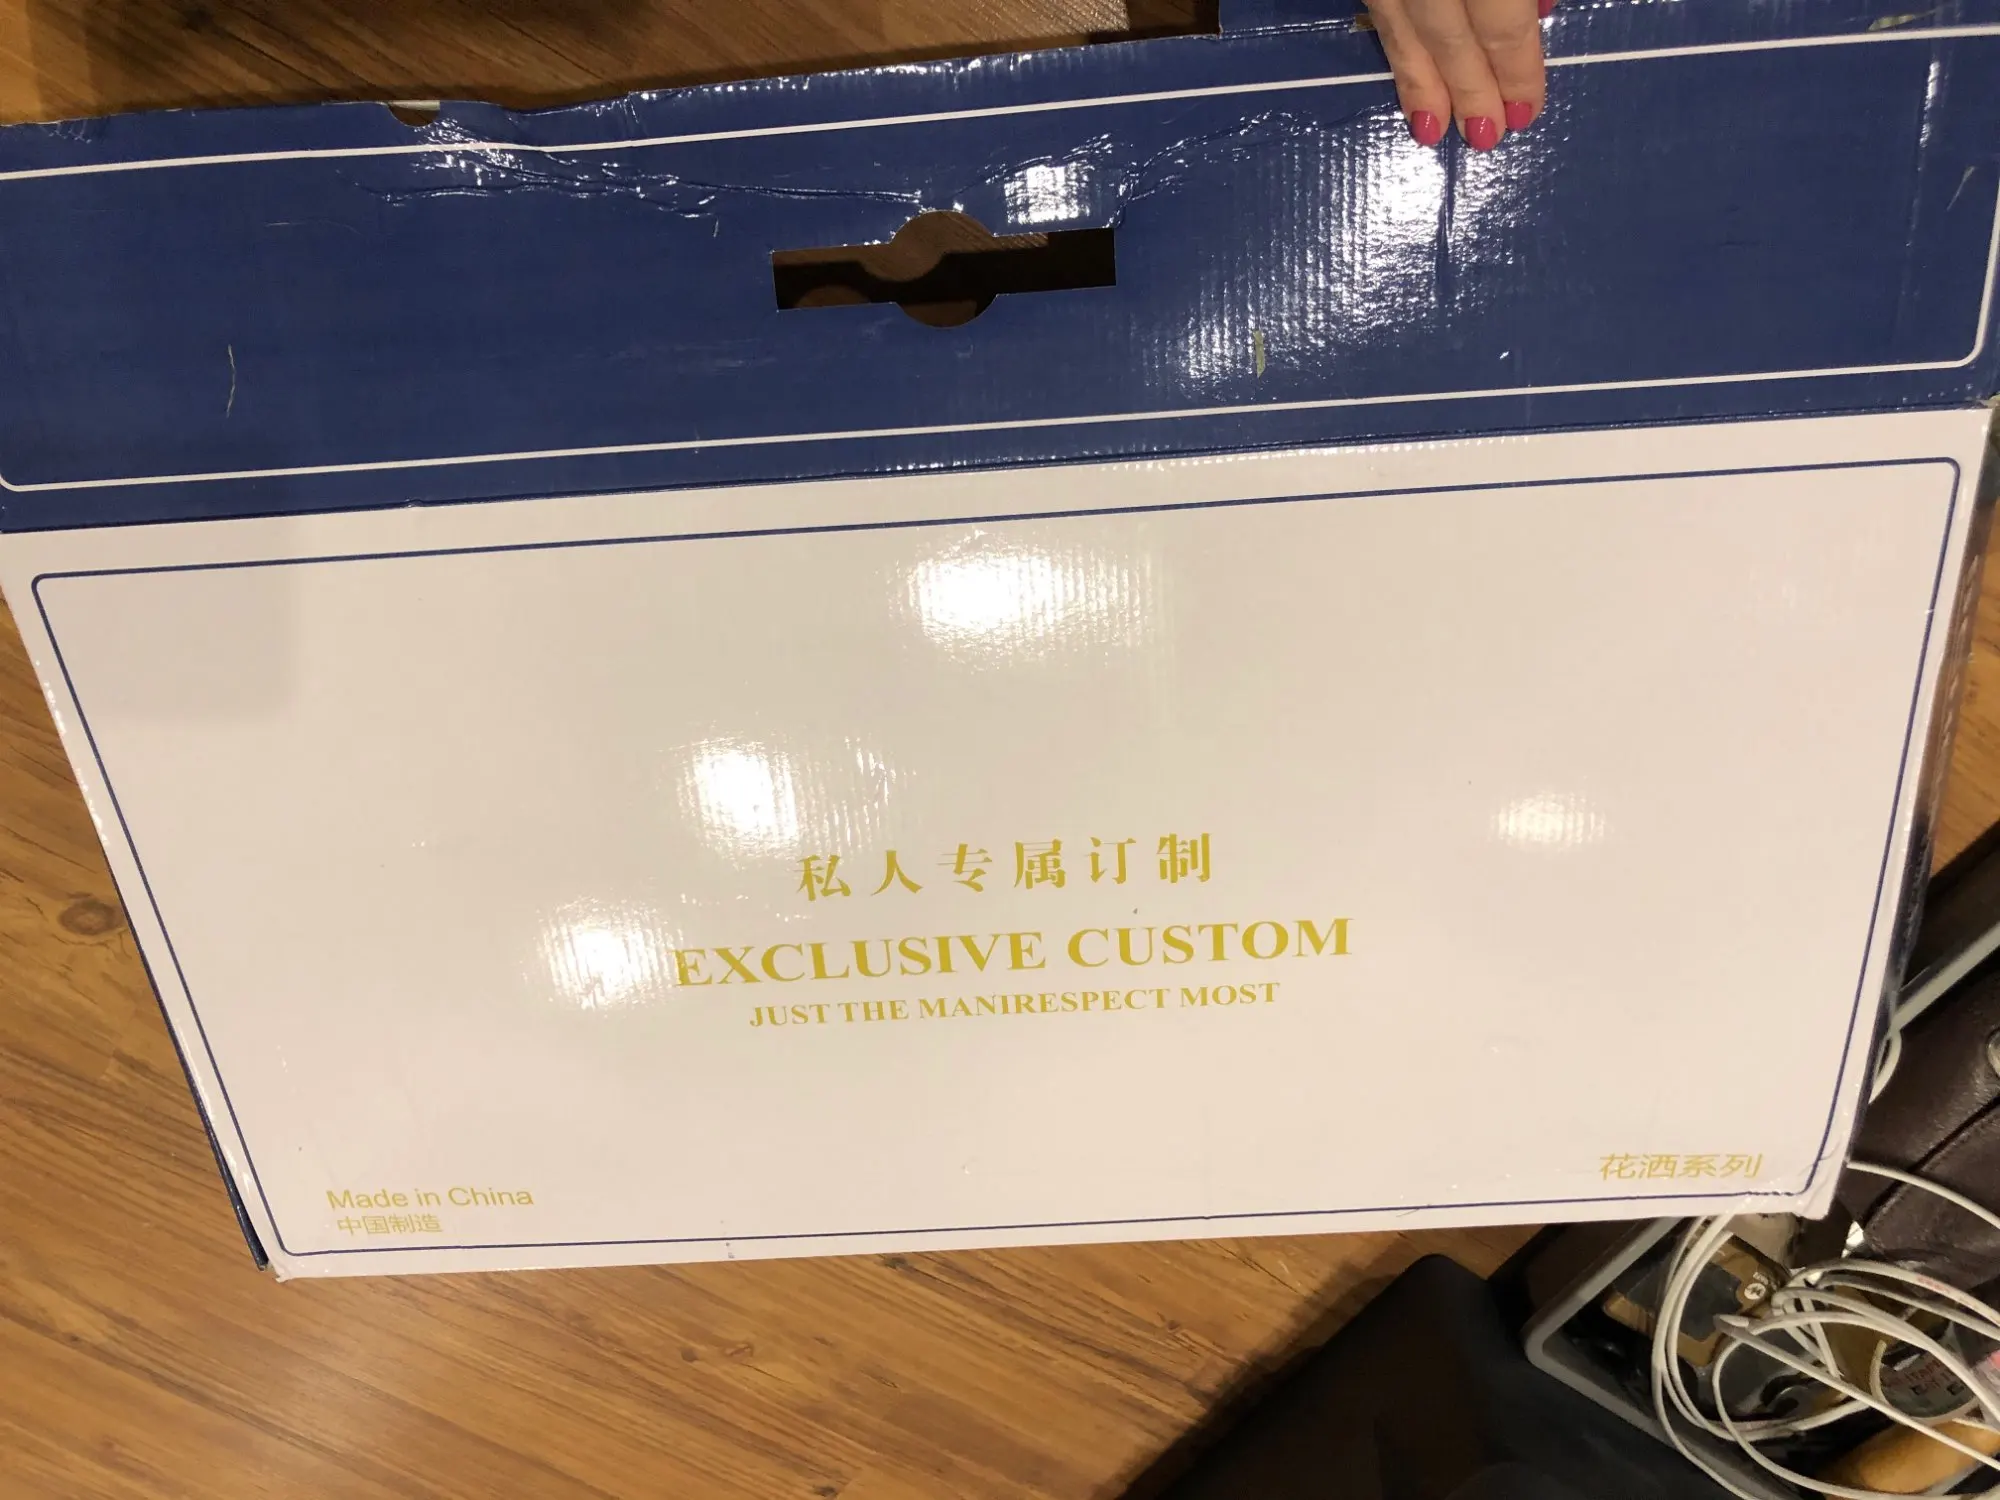 私人专属订制
EXCLUSIVE CUSTOM
JUST THE MANIRESPECT MOST
Made in China
中国制造
花洒系列